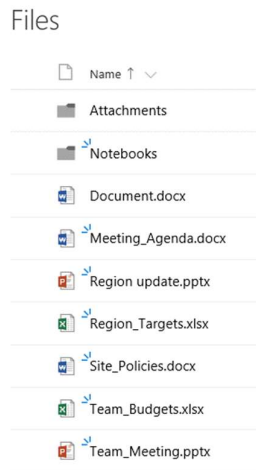 Files
Name ↑
Attachments
Notebooks
Document.docx
Meeting_Agenda.docx
Region update.pptx
Region_Targets.xlsx
Site_Policies.docx
Team_Budgets.xlsx
Team_Meeting.pptx